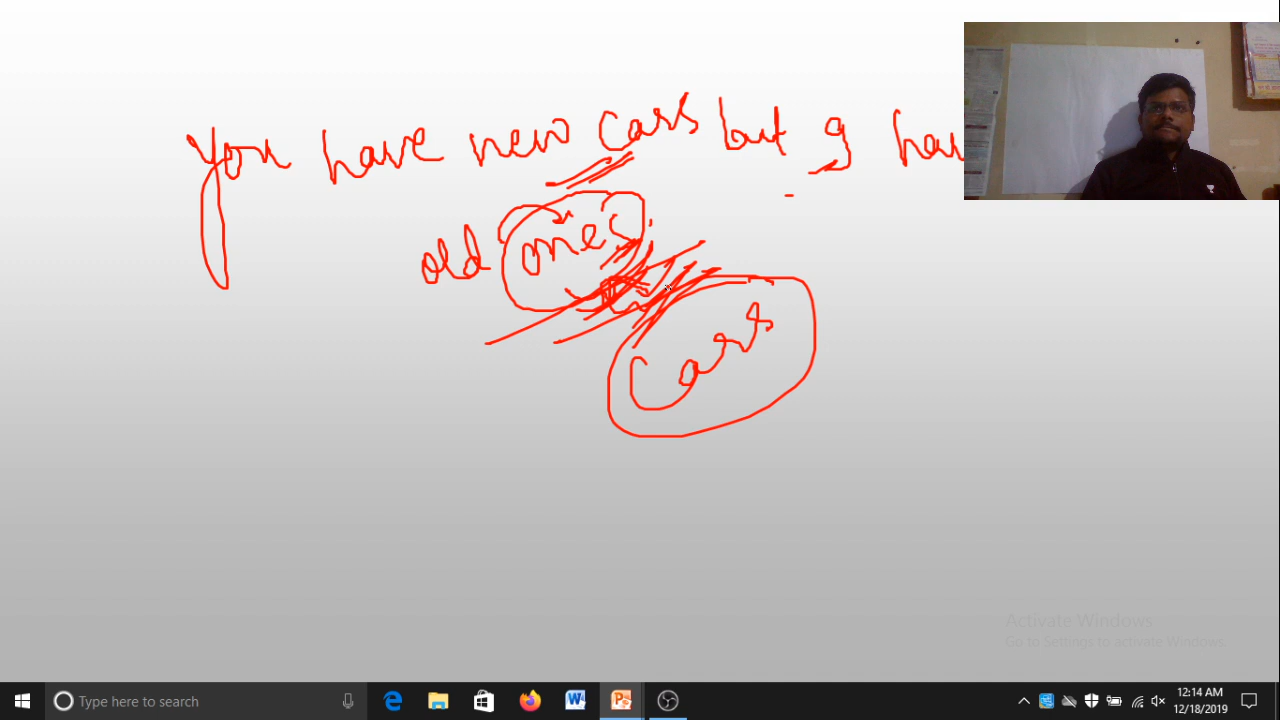 You have new cars but I hav
old ones
Cars
Activate Windows
Go to Settings to activate Windows.
Type here to search
12:14 AM
12/18/2019